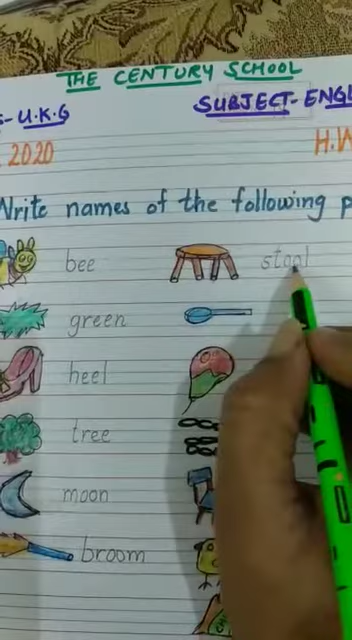 THE CENTURY SCHOOL
S-U.K.G
SUBJECT-ENGL
2020
H.W
Write names of the following p
bee
stool
green
heel
tree
moon
broom